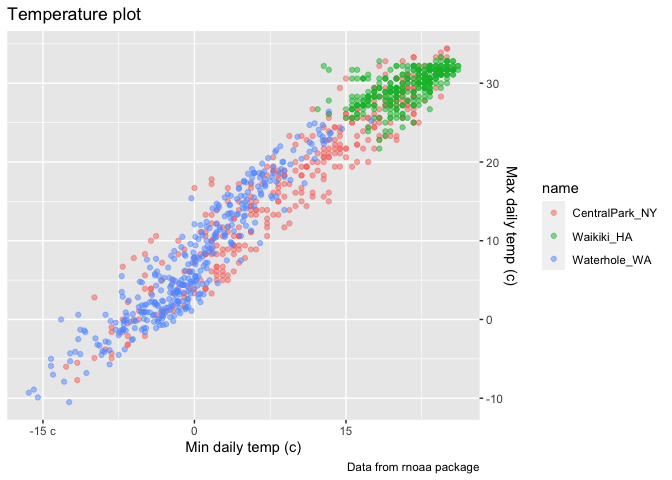 Temperature plot
30
20
10
0
-10
Max daily temp (c)
-15 c
0
15
Min daily temp (c)
name
CentralPark_NY
Waikiki_HA
Waterhole_WA
Data from rnoaa package